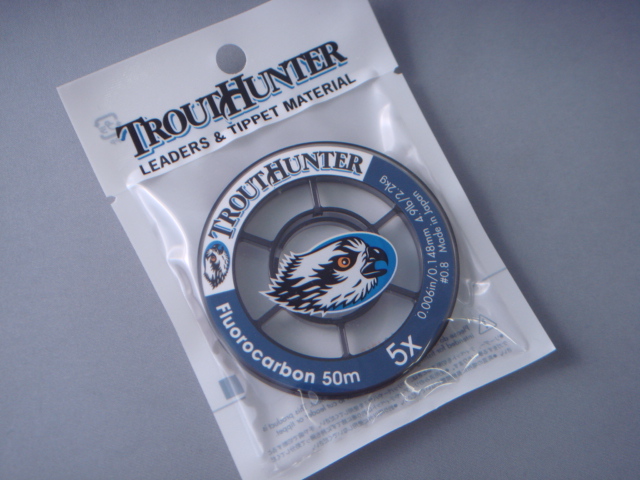 TROUTHUNTER
LEADERS & TIPPET MATERIAL
TROUTHUNTER
4.9lb/2.2kg
0.006in/0.148mm
#0.8 Made in Japan
Fluorocarbon 50m
5x